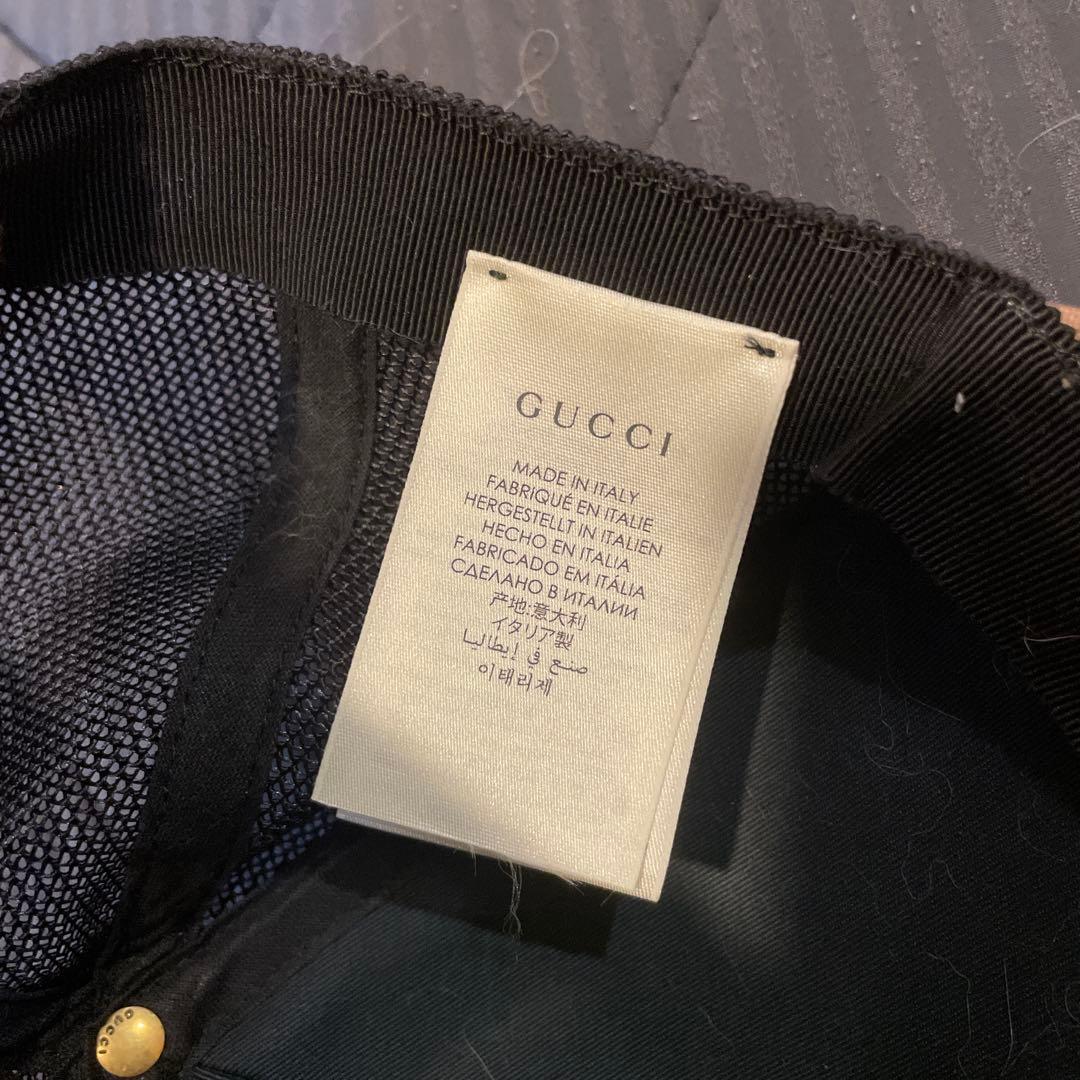 GUCCI
MADE IN ITALY
FABRIQUÉ EN ITALIE
HERGESTELLT IN ITALIEN
HECHO EN ITALIA
FABRICADO EM ITÁLIA
СДЕЛАНО В ИТАЛИИ
产地:意大利
イタリア製
صنع في إيطاليا
이태리제
GUCCI